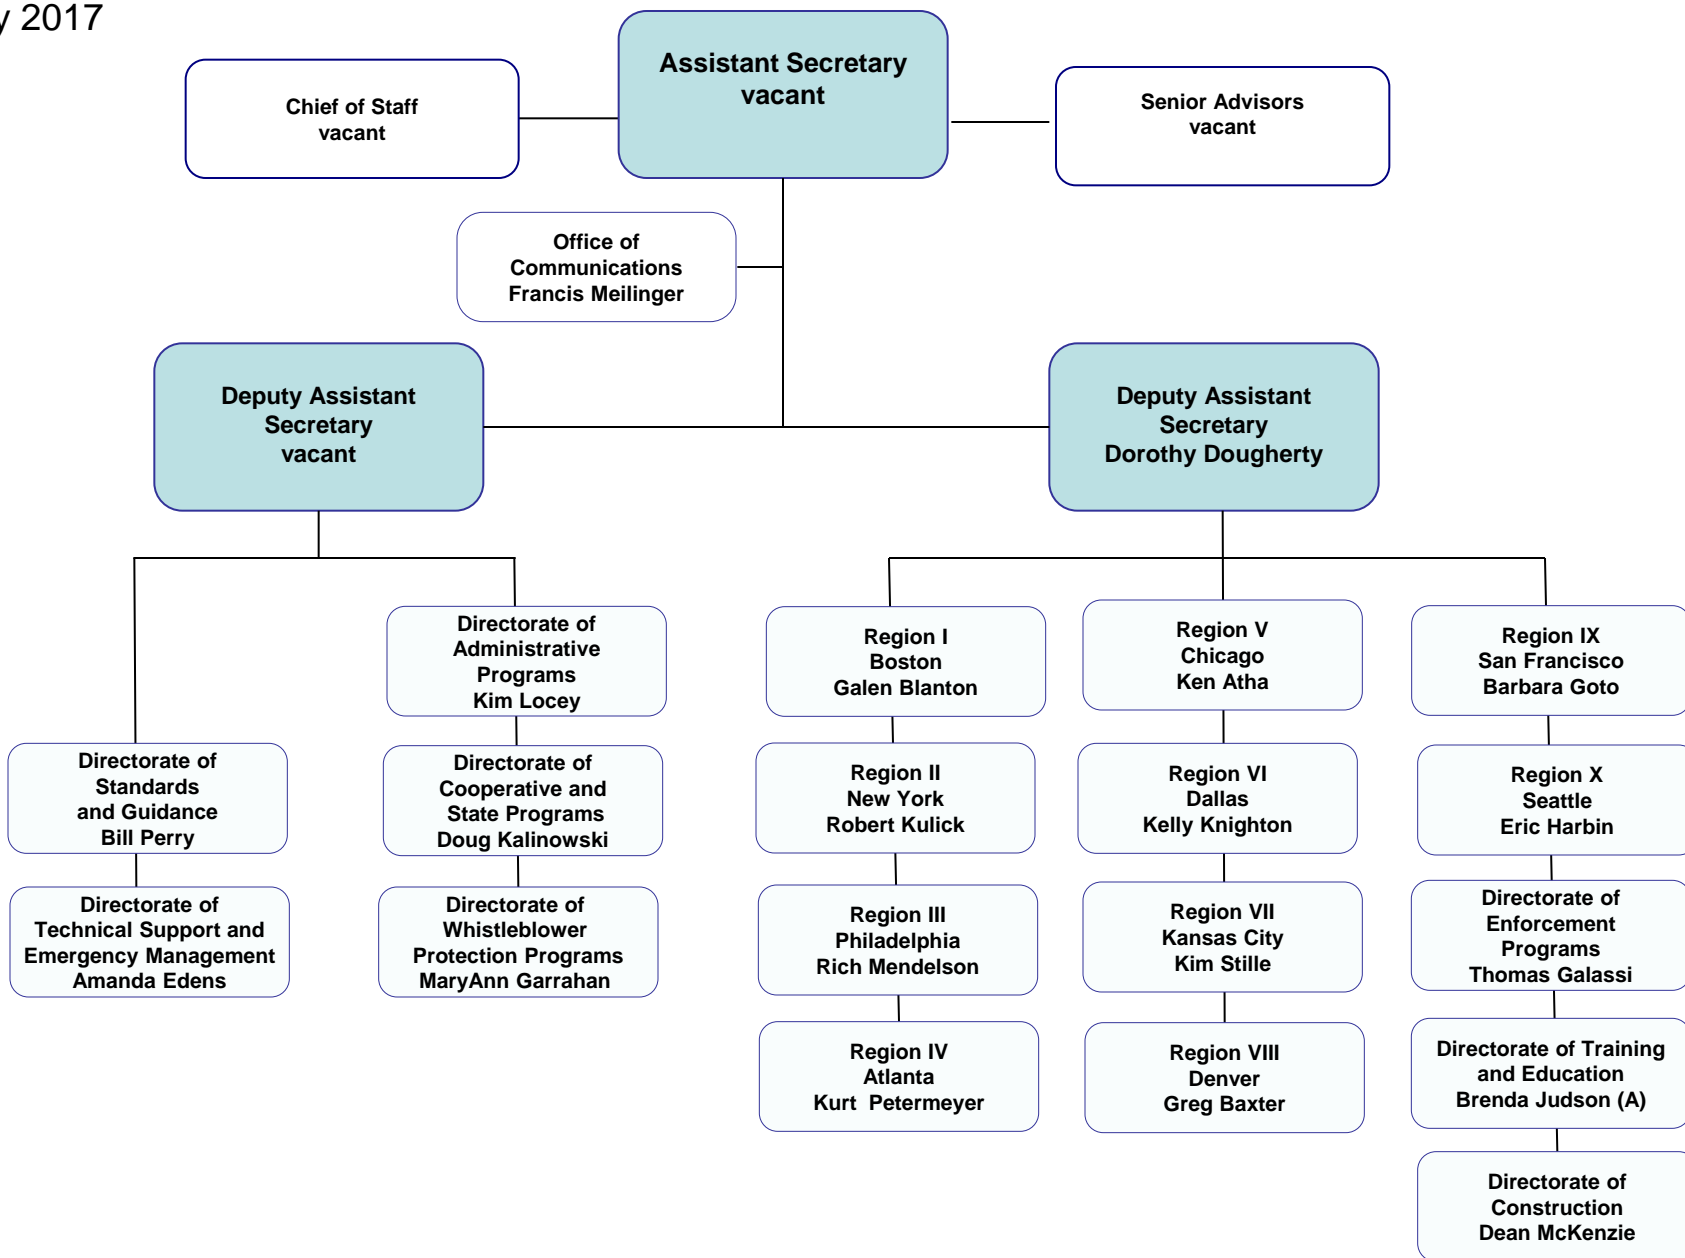 y 2017
Assistant Secretary
vacant
Chief of Staff
vacant
Senior Advisors
vacant
Office of
Communications
Francis Meilinger
Deputy Assistant
Secretary
vacant
Deputy Assistant
Secretary
Dorothy Dougherty
Directorate of
Administrative
Programs
Kim Locey
Directorate of
Standards
and Guidance
Bill Perry
Directorate of
Cooperative and
State Programs
Doug Kalinowski
Directorate of
Technical Support and
Emergency Management
Amanda Edens
Directorate of
Whistleblower
Protection Programs
MaryAnn Garrahan
Region I
Boston
Galen Blanton
Region II
New York
Robert Kulick
Region III
Philadelphia
Rich Mendelson
Region IV
Atlanta
Kurt  Petermeyer
Region V
Chicago
Ken Atha
Region VI
Dallas
Kelly Knighton
Region VII
Kansas City
Kim Stille
Region VIII
Denver
Greg Baxter
Region IX
San Francisco
Barbara Goto
Region X
Seattle
Eric Harbin
Directorate of
Enforcement
Programs
Thomas Galassi
Directorate of Training
and Education
Brenda Judson (A)
Directorate of
Construction
Dean McKenzie